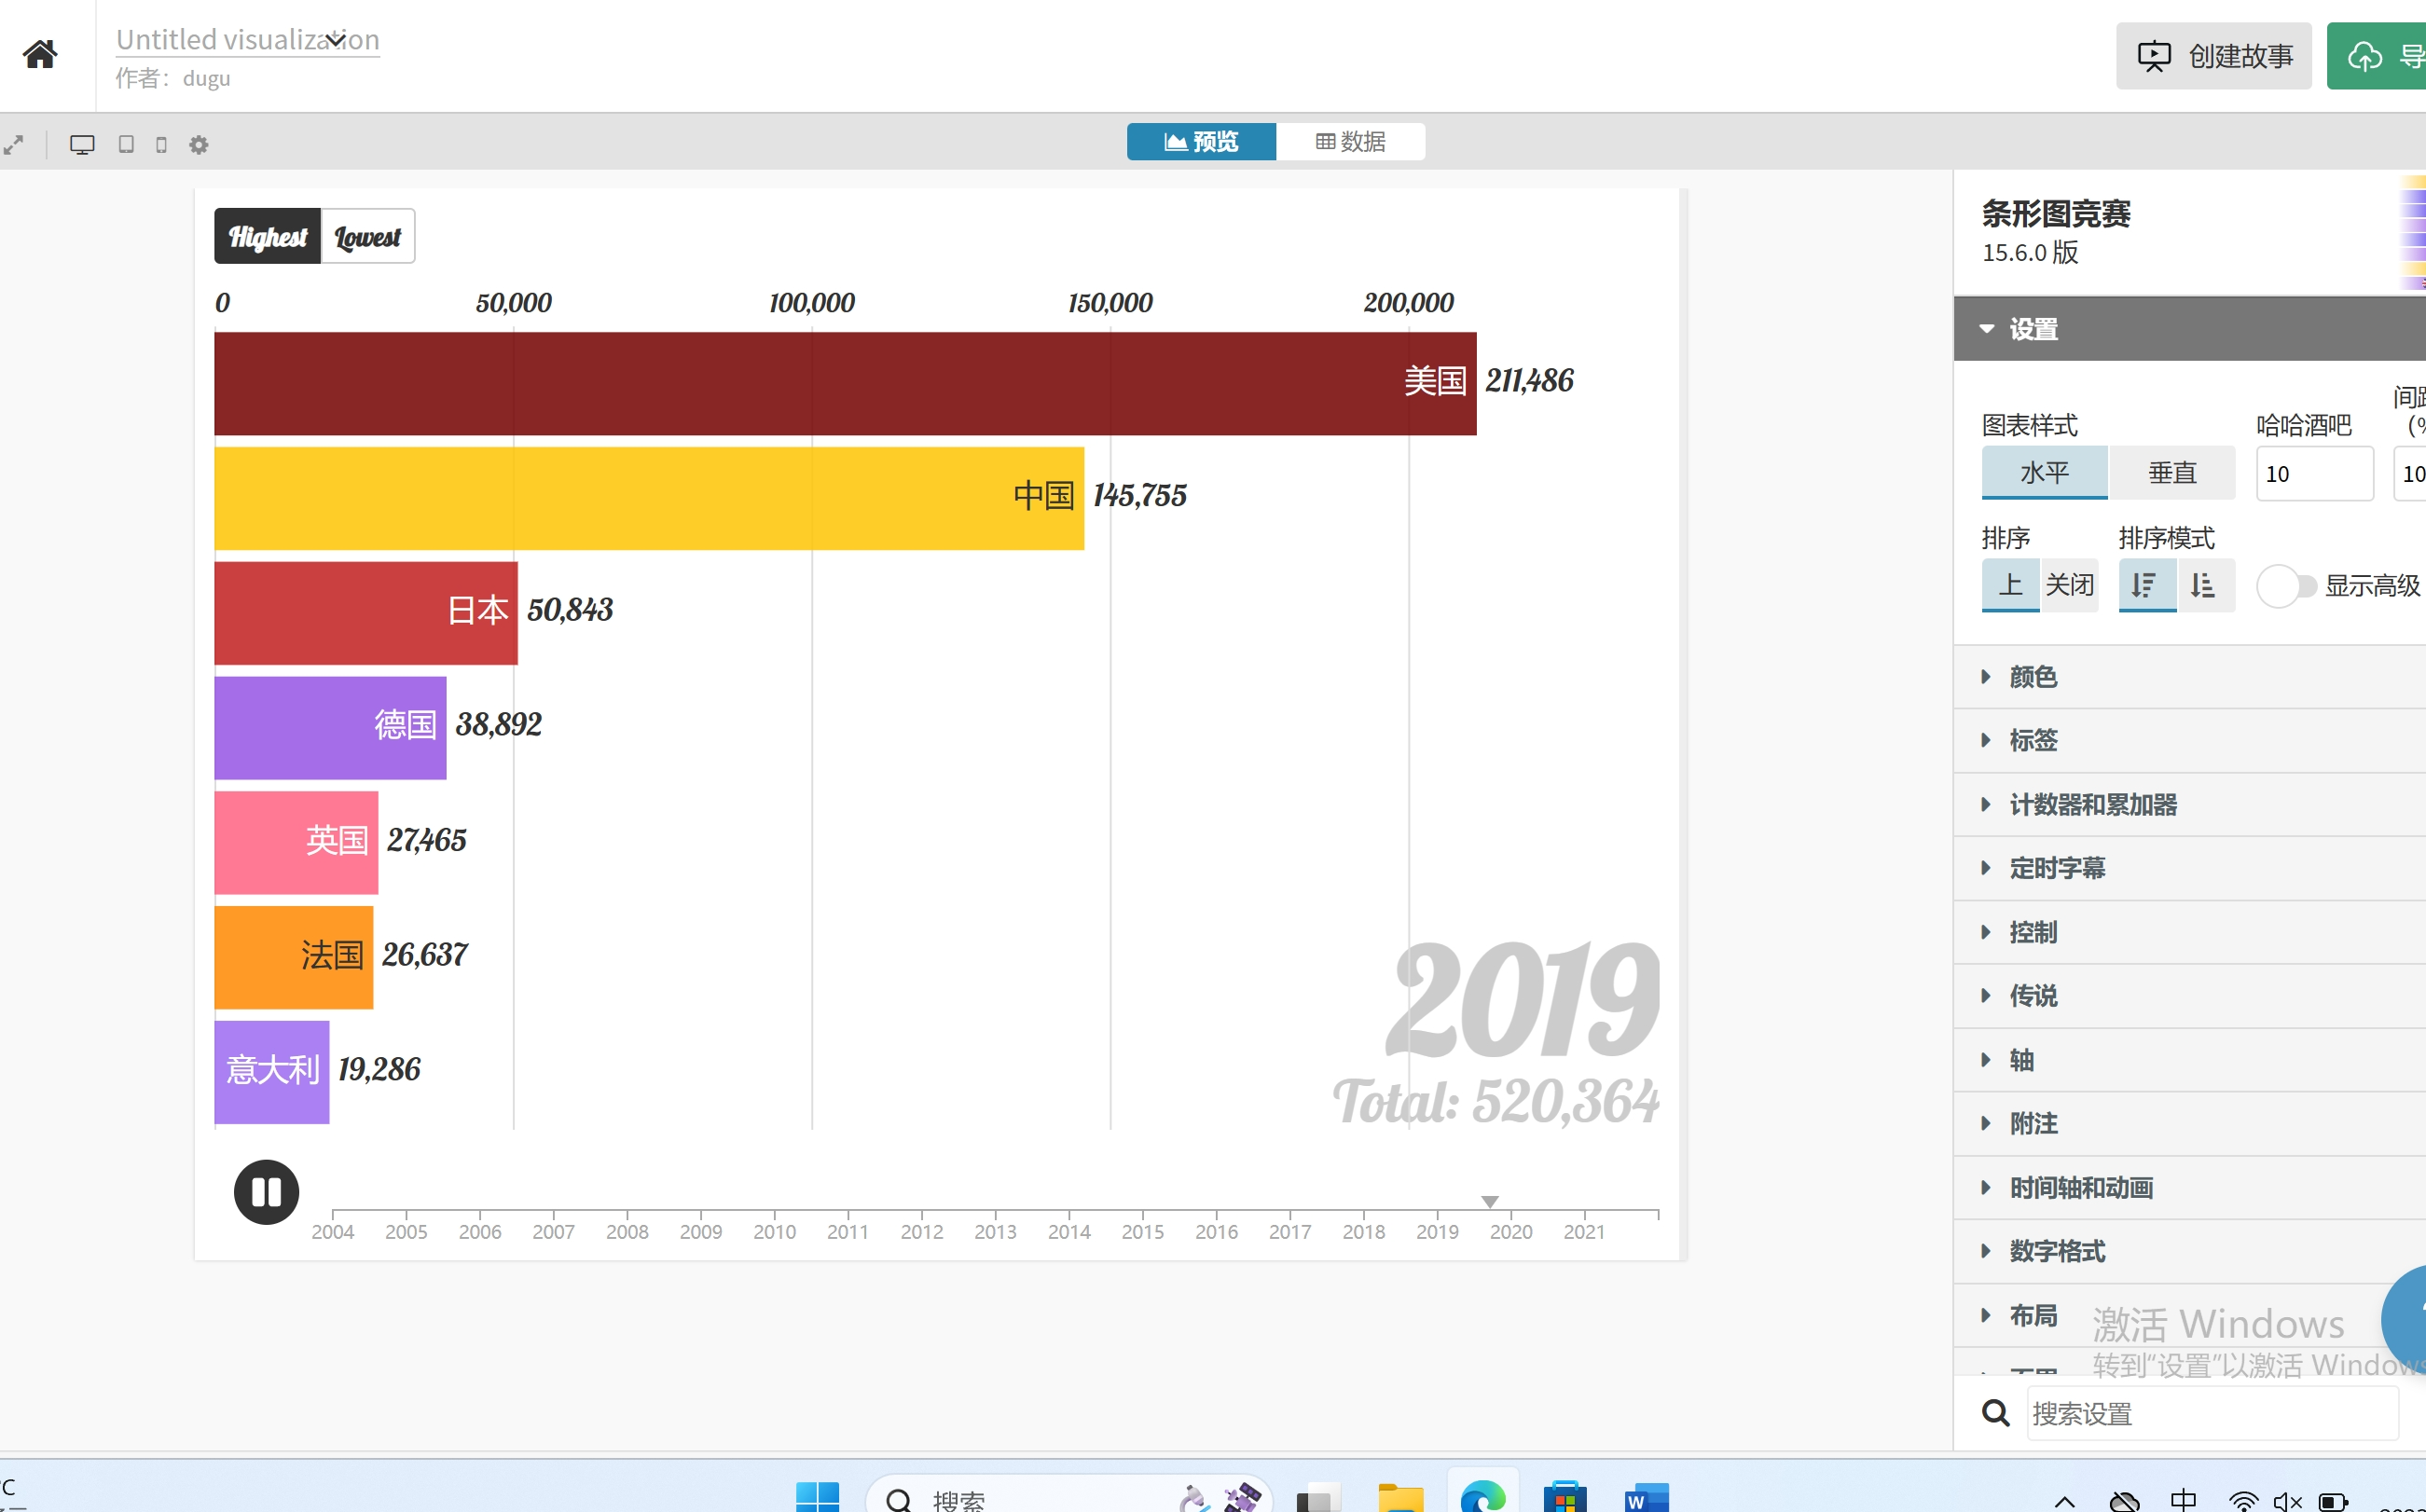 Untitled visualization
作者：dugu
创建故事
导
预览
数据
Highest
Lowest
0 50,000 100,000 150,000 200,000
美国 211,486
中国 145,755
日本 50,843
德国 38,892
英国 27,465
法国 26,637
意大利 19,286
2019
Total: 520,364
2004 2005 2006 2007 2008 2009 2010 2011 2012 2013 2014 2015 2016 2017 2018 2019 2020 2021
条形图竞赛
15.6.0 版
设置
图表样式
哈哈酒吧
间距
(%
水平
垂直
10
10
排序
排序模式
上
关闭
显示高级
颜色
标签
计数器和累加器
定时字幕
控制
传说
轴
附注
时间轴和动画
数字格式
布局
激活 Windows
转到“设置”以激活 Windows
搜索设置
°C
搜索
W
中